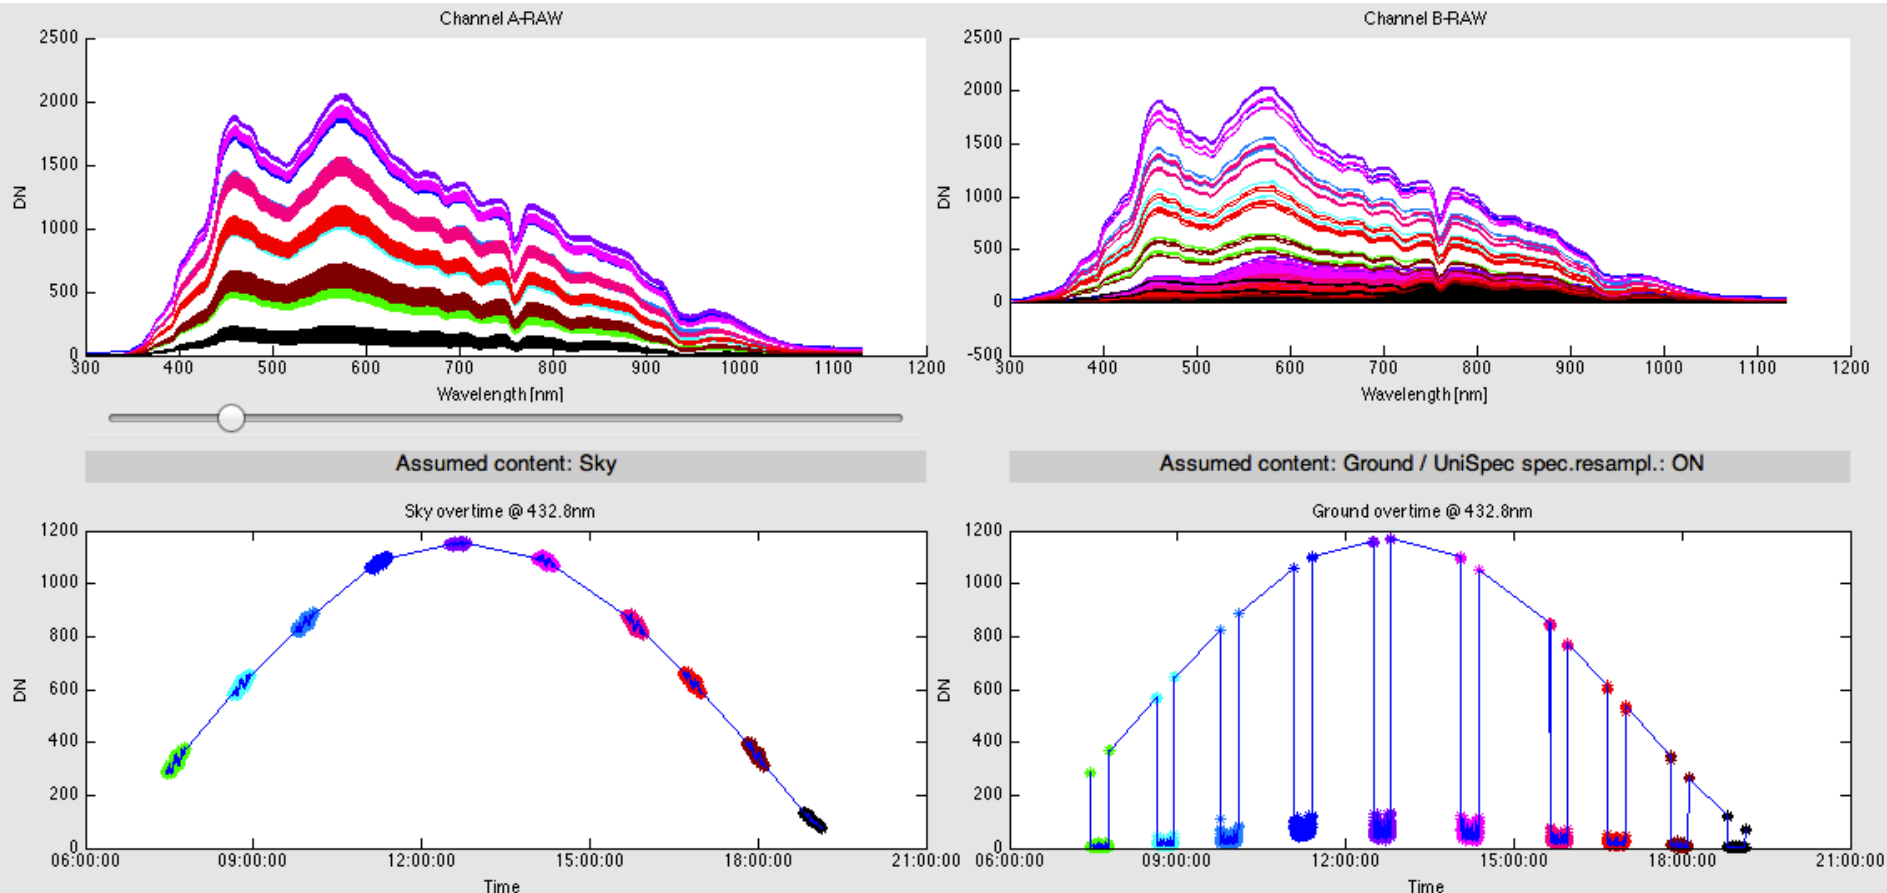 Channel A-RAW
2500
2000
1500
1000
500
0
DN
300 400 500 600 700 800 900 1000 1100 1200
Wavelength [nm]
Channel B-RAW
2500
2000
1500
1000
500
0
-500
DN
300 400 500 600 700 800 900 1000 1100 1200
Wavelength [nm]
Assumed content: Sky
Assumed content: Ground / UniSpec spec.resampl.: ON
Sky overtime @ 432.8nm
1200
1000
800
600
400
200
0
DN
06:00:00 09:00:00 12:00:00 15:00:00 18:00:00 21:00:00
Time
Ground overtime @ 432.8nm
1200
1000
800
600
400
200
0
DN
06:00:00 09:00:00 12:00:00 15:00:00 18:00:00 21:00:00
Time